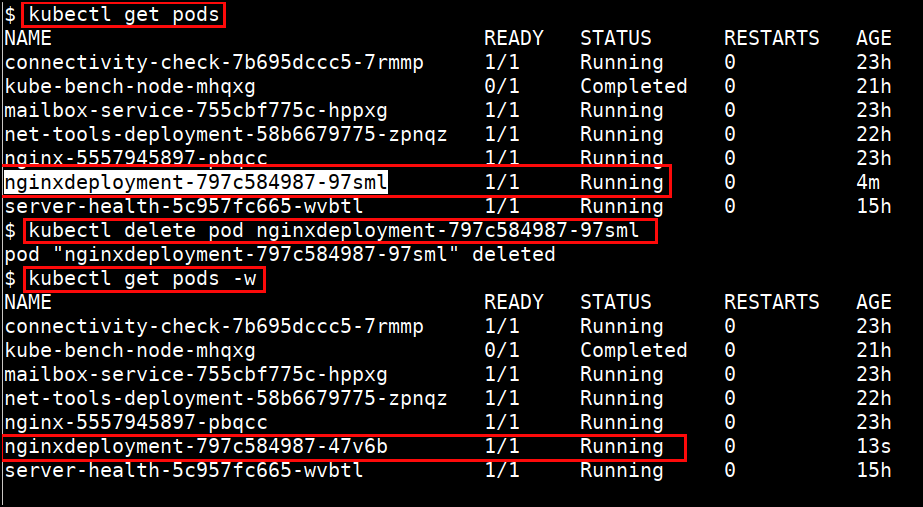 $ kubectl get pods
NAME READY STATUS RESTARTS AGE
connectivity-check-7b695dccc5-7rmmp 1/1 Running 0 23h
kube-bench-node-mhqxg 0/1 Completed 0 21h
mailbox-service-755cbf775c-hppxg 1/1 Running 0 23h
net-tools-deployment-58b6679775-zpnqz 1/1 Running 0 22h
nginx-5557945897-pbqcc 1/1 Running 0 23h
nginxdeployment-797c584987-97sml 1/1 Running 0 4m
server-health-5c957fc665-wvbtl 1/1 Running 0 15h
$ kubectl delete pod nginxdeployment-797c584987-97sml
pod "nginxdeployment-797c584987-97sml" deleted
$ kubectl get pods -w
NAME READY STATUS RESTARTS AGE
connectivity-check-7b695dccc5-7rmmp 1/1 Running 0 23h
kube-bench-node-mhqxg 0/1 Completed 0 21h
mailbox-service-755cbf775c-hppxg 1/1 Running 0 23h
net-tools-deployment-58b6679775-zpnqz 1/1 Running 0 22h
nginx-5557945897-pbqcc 1/1 Running 0 23h
nginxdeployment-797c584987-47v6b 1/1 Running 0 13s
server-health-5c957fc665-wvbtl 1/1 Running 0 15h